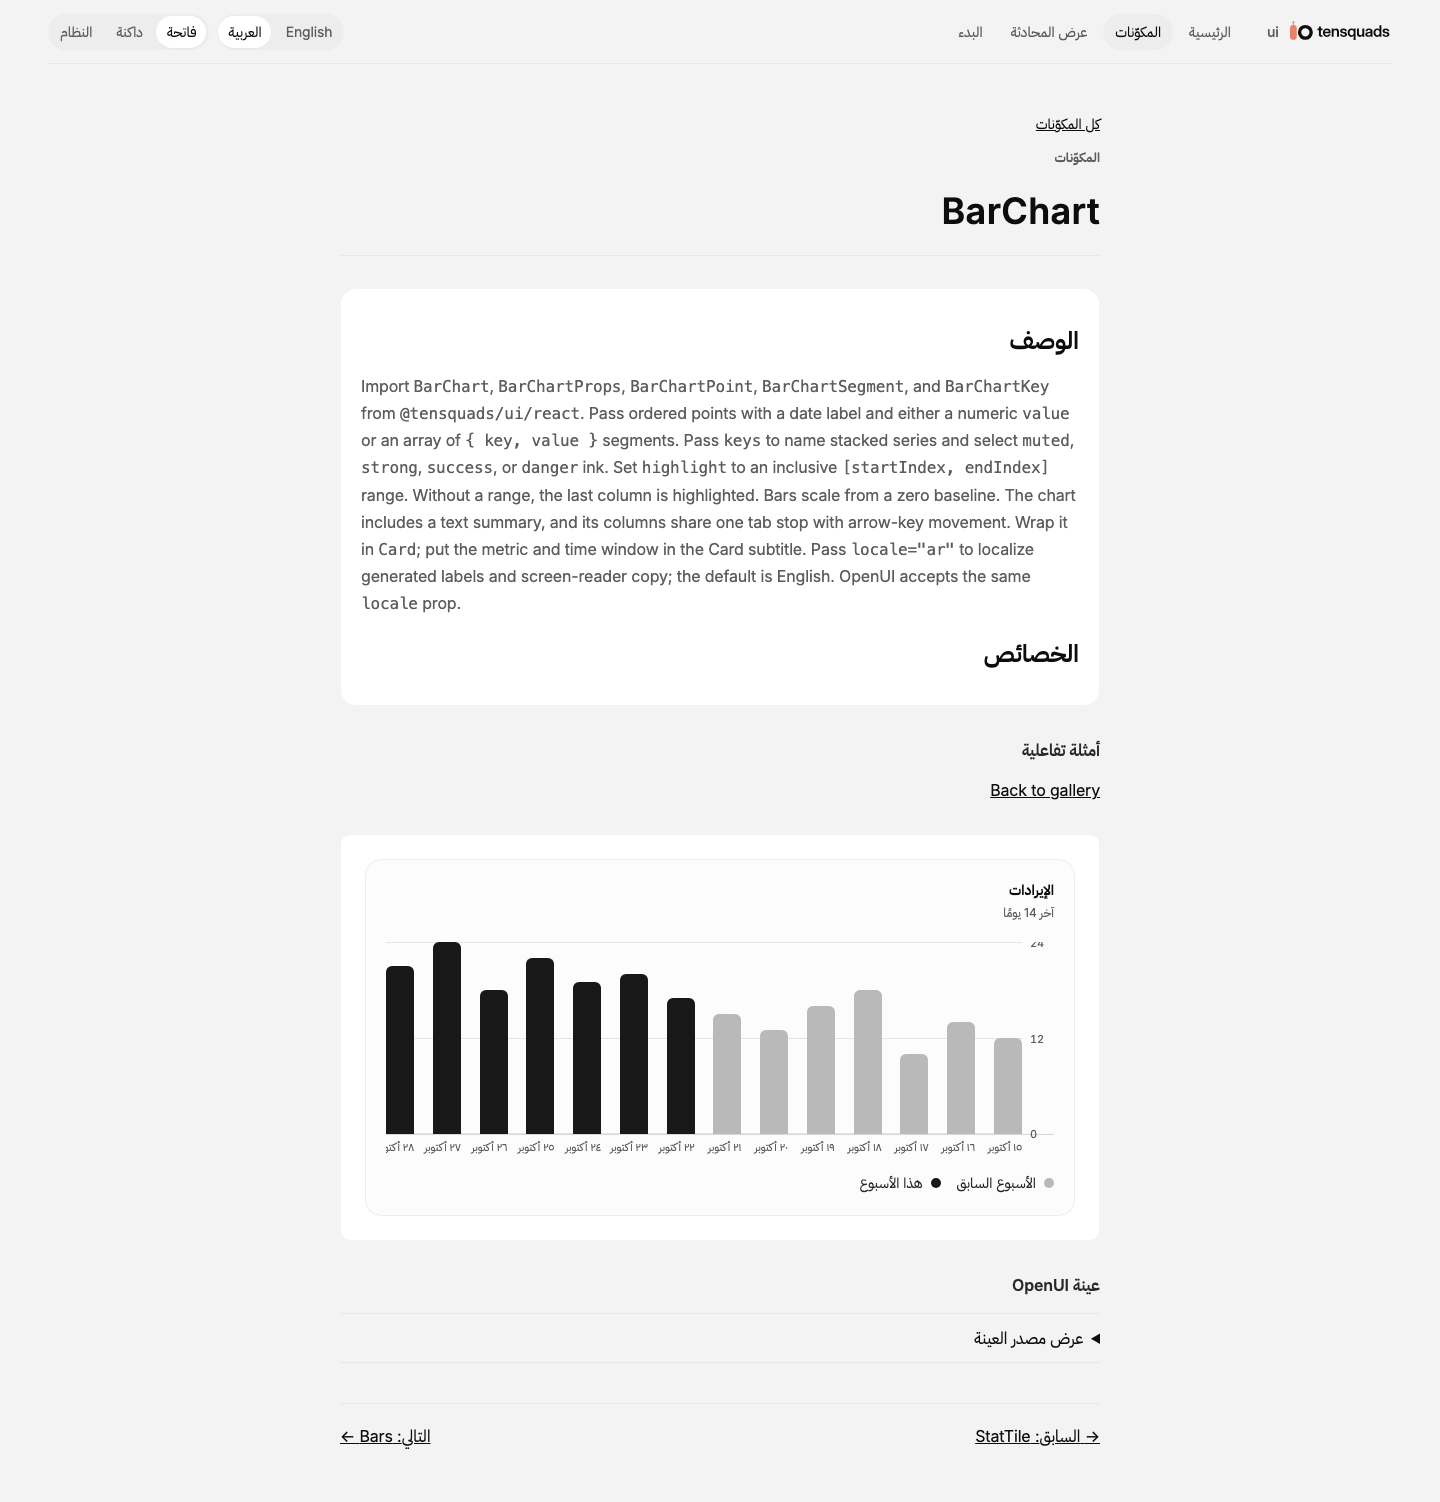 tensquads ui
الرئيسية
المكوّنات
عرض المحادثة
البدء
English
العربية
فاتحة
داكنة
النظام
كل المكوّنات
المكوّنات
BarChart
الوصف
Import BarChart, BarChartProps, BarChartPoint, BarChartSegment, and BarChartKey
from @tensquads/ui/react. Pass ordered points with a date label and either a numeric value
or an array of { key, value } segments. Pass keys to name stacked series and select muted,
strong, success, or danger ink. Set highlight to an inclusive [startIndex, endIndex]
range. Without a range, the last column is highlighted. Bars scale from a zero baseline. The chart
includes a text summary, and its columns share one tab stop with arrow-key movement. Wrap it
in Card; put the metric and time window in the Card subtitle. Pass locale="ar" to localize
generated labels and screen-reader copy; the default is English. OpenUI accepts the same
locale prop.
الخصائص
أمثلة تفاعلية
Back to gallery
الإيرادات
آخر 14 يومًا
24
12
0
١٥ أكتوبر
١٦ أكتوبر
١٧ أكتوبر
١٨ أكتوبر
١٩ أكتوبر
٢٠ أكتوبر
٢١ أكتوبر
٢٢ أكتوبر
٢٣ أكتوبر
٢٤ أكتوبر
٢٥ أكتوبر
٢٦ أكتوبر
٢٧ أكتوبر
٢٨ أكتو
الأسبوع السابق
هذا الأسبوع
عينة OpenUI
عرض مصدر العينة
→ السابق: StatTile
التالي: Bars ←